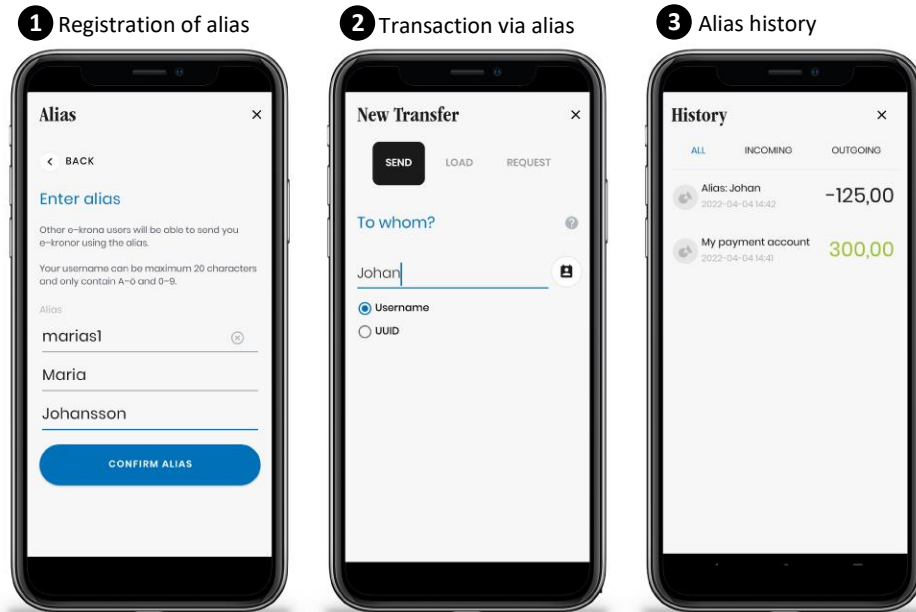 1 Registration of alias
Alias ×
BACK
Enter alias
Other e-krona users will be able to send you
e-kronor using the alias.
Your username can be maximum 20 characters
and only contain A-ö and 0-9.
Alias
marias1
Maria
Johansson
CONFIRM ALIAS
2 Transaction via alias
New Transfer ×
SEND LOAD REQUEST
To whom? ?
Johan
Username
UUID
3 Alias history
History ×
ALL INCOMING OUTGOING
Alias: Johan -125,00
2022-04-04 14:42
My payment account 300,00
2022-04-04 14:41